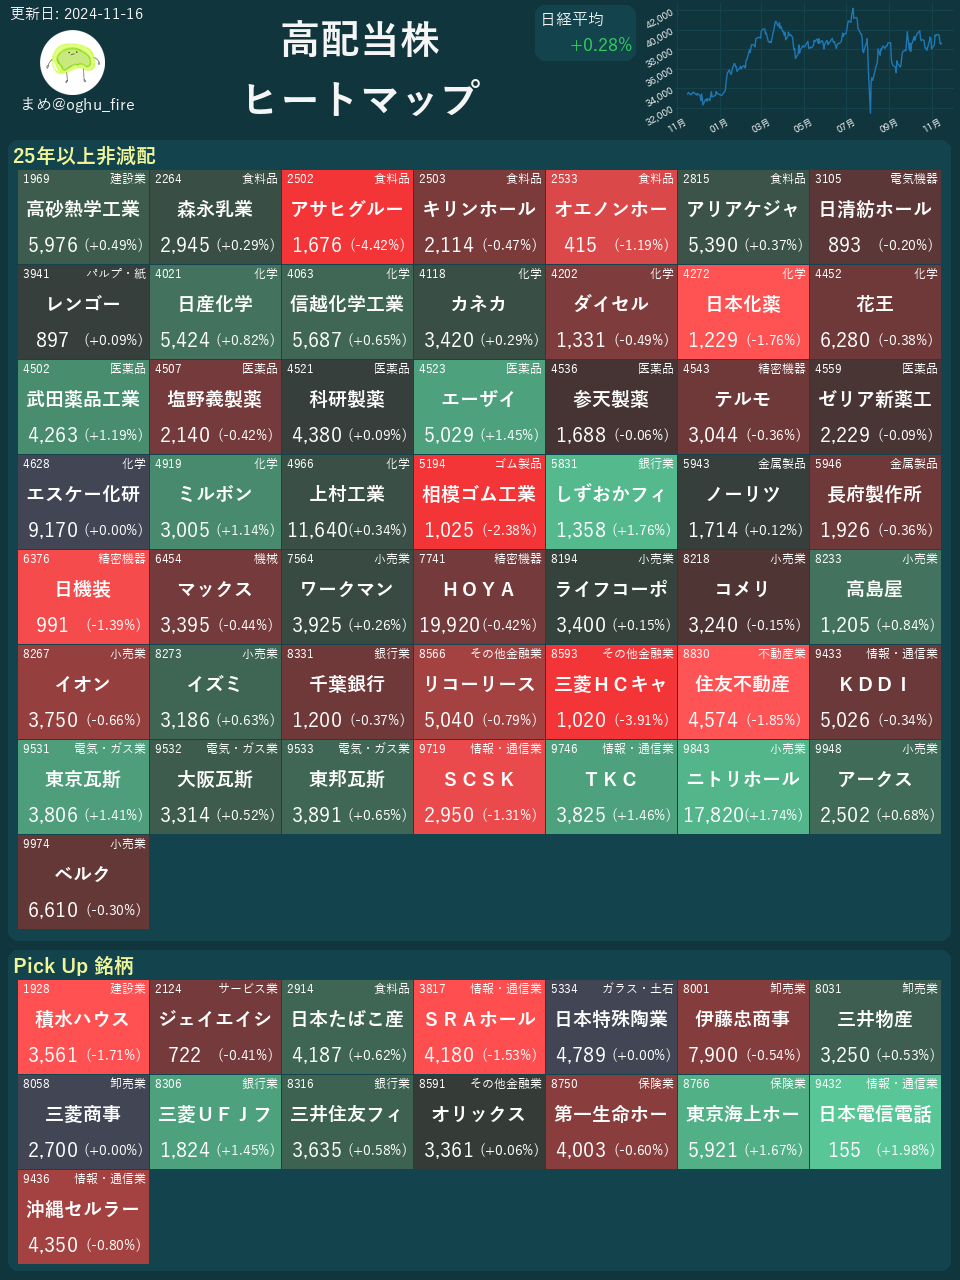 更新日: 2024-11-16
まめ@oghu_fire
高配当株
ヒートマップ
日経平均
+0.28%
42,000
40,000
38,000
36,000
34,000
32,000
11月 01月 03月 05月 07月 09月 11月
25年以上非減配
1969 建設業 2264 食料品 2502 食料品 2503 食料品 2533 食料品 2815 食料品 3105 電気機器
高砂熱学工業 森永乳業 アサヒグルー キリンホール オエノンホー アリアケジャ 日清紡ホール
5,976 (+0.49%) 2,945 (+0.29%) 1,676 (-4.42%) 2,114 (-0.47%) 415 (-1.19%) 5,390 (+0.37%) 893 (-0.20%)
3941 パルプ・紙 4021 化学 4063 化学 4118 化学 4202 化学 4272 化学 4452 化学
レンゴー 日産化学 信越化学工業 カネカ ダイセル 日本化薬 花王
897 (+0.09%) 5,424 (+0.82%) 5,687 (+0.65%) 3,420 (+0.29%) 1,331 (-0.49%) 1,229 (-1.76%) 6,280 (-0.38%)
4502 医薬品 4507 医薬品 4521 医薬品 4523 医薬品 4536 医薬品 4543 精密機器 4559 医薬品
武田薬品工業 塩野義製薬 科研製薬 エーザイ 参天製薬 テルモ ゼリア新薬工
4,263 (+1.19%) 2,140 (-0.42%) 4,380 (+0.09%) 5,029 (+1.45%) 1,688 (-0.06%) 3,044 (-0.36%) 2,229 (-0.09%)
4628 化学 4919 化学 4966 化学 5194 ゴム製品 5831 銀行業 5943 金属製品 5946 金属製品
エスケー化研 ミルボン 上村工業 相模ゴム工業 しずおかフィ ノーリツ 長府製作所
9,170 (+0.00%) 3,005 (+1.14%) 11,640 (+0.34%) 1,025 (-2.38%) 1,358 (+1.76%) 1,714 (+0.12%) 1,926 (-0.36%)
6376 精密機器 6454 機械 7564 小売業 7741 精密機器 8194 小売業 8218 小売業 8233 小売業
日機装 マックス ワークマン ＨＯＹＡ ライフコーポ コメリ 高島屋
991 (-1.39%) 3,395 (-0.44%) 3,925 (+0.26%) 19,920 (-0.42%) 3,400 (+0.15%) 3,240 (-0.15%) 1,205 (+0.84%)
8267 小売業 8273 小売業 8331 銀行業 8566 その他金融業 8593 その他金融業 8830 不動産業 9433 情報・通信業
イオン イズミ 千葉銀行 リコーリース 三菱ＨＣキャ 住友不動産 ＫＤＤＩ
3,750 (-0.66%) 3,186 (+0.63%) 1,200 (-0.37%) 5,040 (-0.79%) 1,020 (-3.91%) 4,574 (-1.85%) 5,026 (-0.34%)
9531 電気・ガス業 9532 電気・ガス業 9533 電気・ガス業 9719 情報・通信業 9746 情報・通信業 9843 小売業 9948 小売業
東京瓦斯 大阪瓦斯 東邦瓦斯 ＳＣＳＫ ＴＫＣ ニトリホール アークス
3,806 (+1.41%) 3,314 (+0.52%) 3,891 (+0.65%) 2,950 (-1.31%) 3,825 (+1.46%) 17,820 (+1.74%) 2,502 (+0.68%)
9974 小売業
ベルク
6,610 (-0.30%)
Pick Up 銘柄
1928 建設業 2124 サービス業 2914 食料品 3817 情報・通信業 5334 ガラス・土石 8001 卸売業 8031 卸売業
積水ハウス ジェイエイシ 日本たばこ産 ＳＲＡホール 日本特殊陶業 伊藤忠商事 三井物産
3,561 (-1.71%) 722 (-0.41%) 4,187 (+0.62%) 4,180 (-1.53%) 4,789 (+0.00%) 7,900 (-0.54%) 3,250 (+0.53%)
8058 卸売業 8306 銀行業 8316 銀行業 8591 その他金融業 8750 保険業 8766 保険業 9432 情報・通信業
三菱商事 三菱ＵＦＪフ 三井住友フィ オリックス 第一生命ホー 東京海上ホー 日本電信電話
2,700 (+0.00%) 1,824 (+1.45%) 3,635 (+0.58%) 3,361 (+0.06%) 4,003 (-0.60%) 5,921 (+1.67%) 155 (+1.98%)
9436 情報・通信業
沖縄セルラー
4,350 (-0.80%)